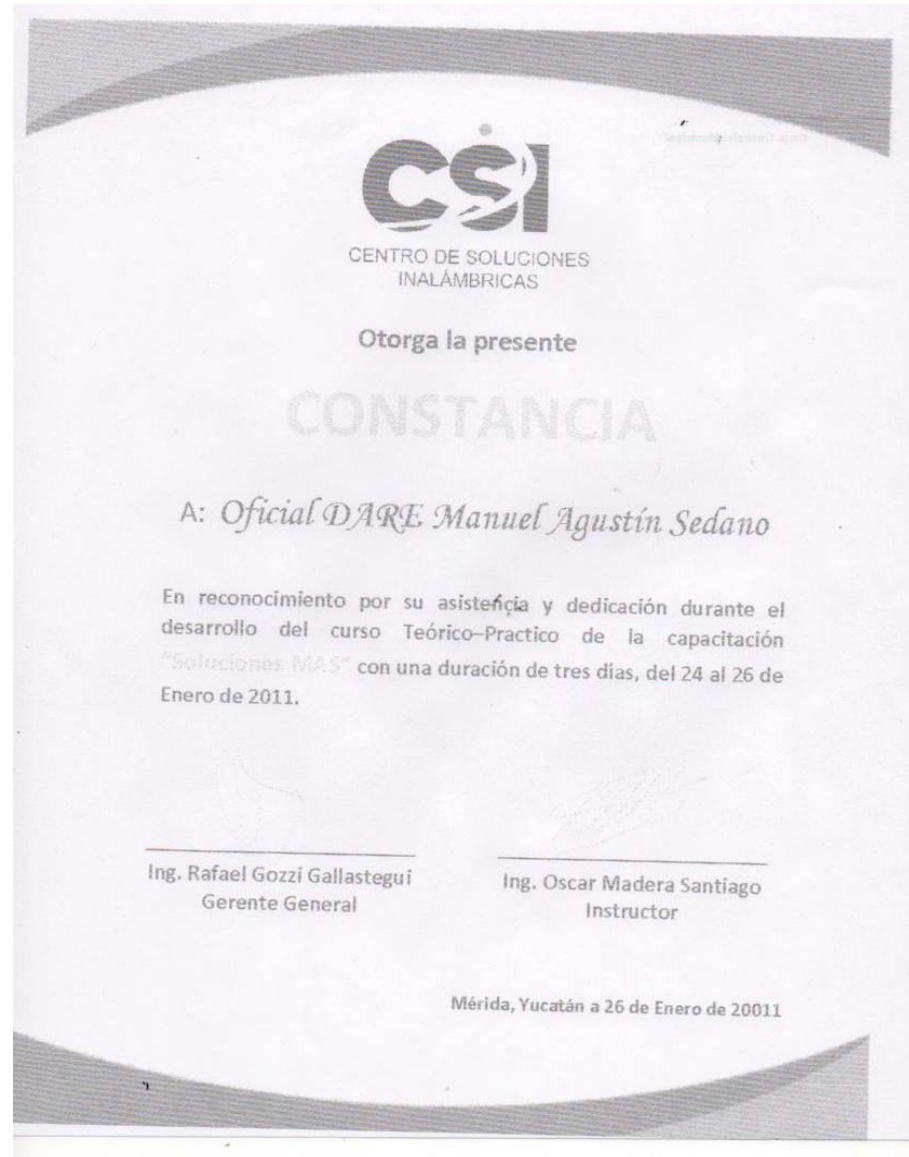 CSI
CENTRO DE SOLUCIONES
INALÁMBRICAS
Otorga la presente
CONSTANCIA
A: Oficial DARE Manuel Agustín Sedano
En reconocimiento por su asistencia y dedicación durante el
desarrollo del curso Teórico–Practico de la capacitación
"Soluciones MAS" con una duración de tres días, del 24 al 26 de
Enero de 2011.
Ing. Rafael Gozzi Gallastegui
Gerente General
Ing. Oscar Madera Santiago
Instructor
Mérida, Yucatán a 26 de Enero de 20011